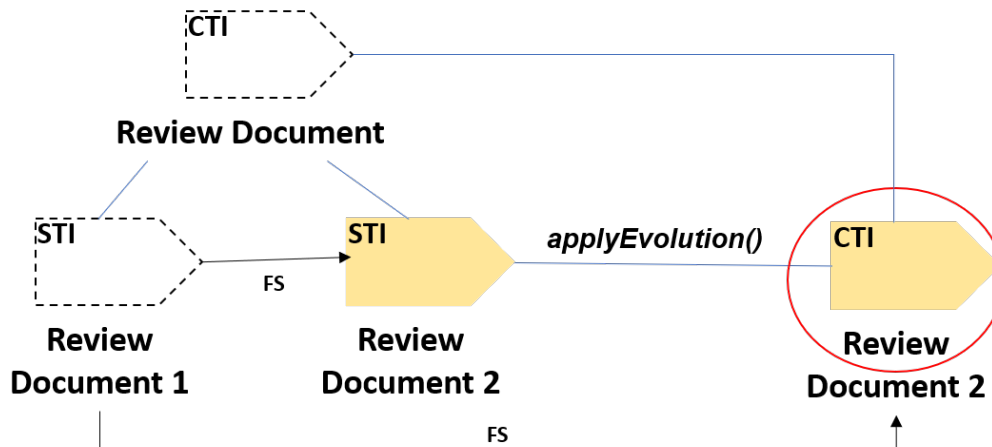 CTI
Review Document
STI
STI
applyEvolution()
CTI
FS
Review
Document 1
Review
Document 2
Review
Document 2
FS